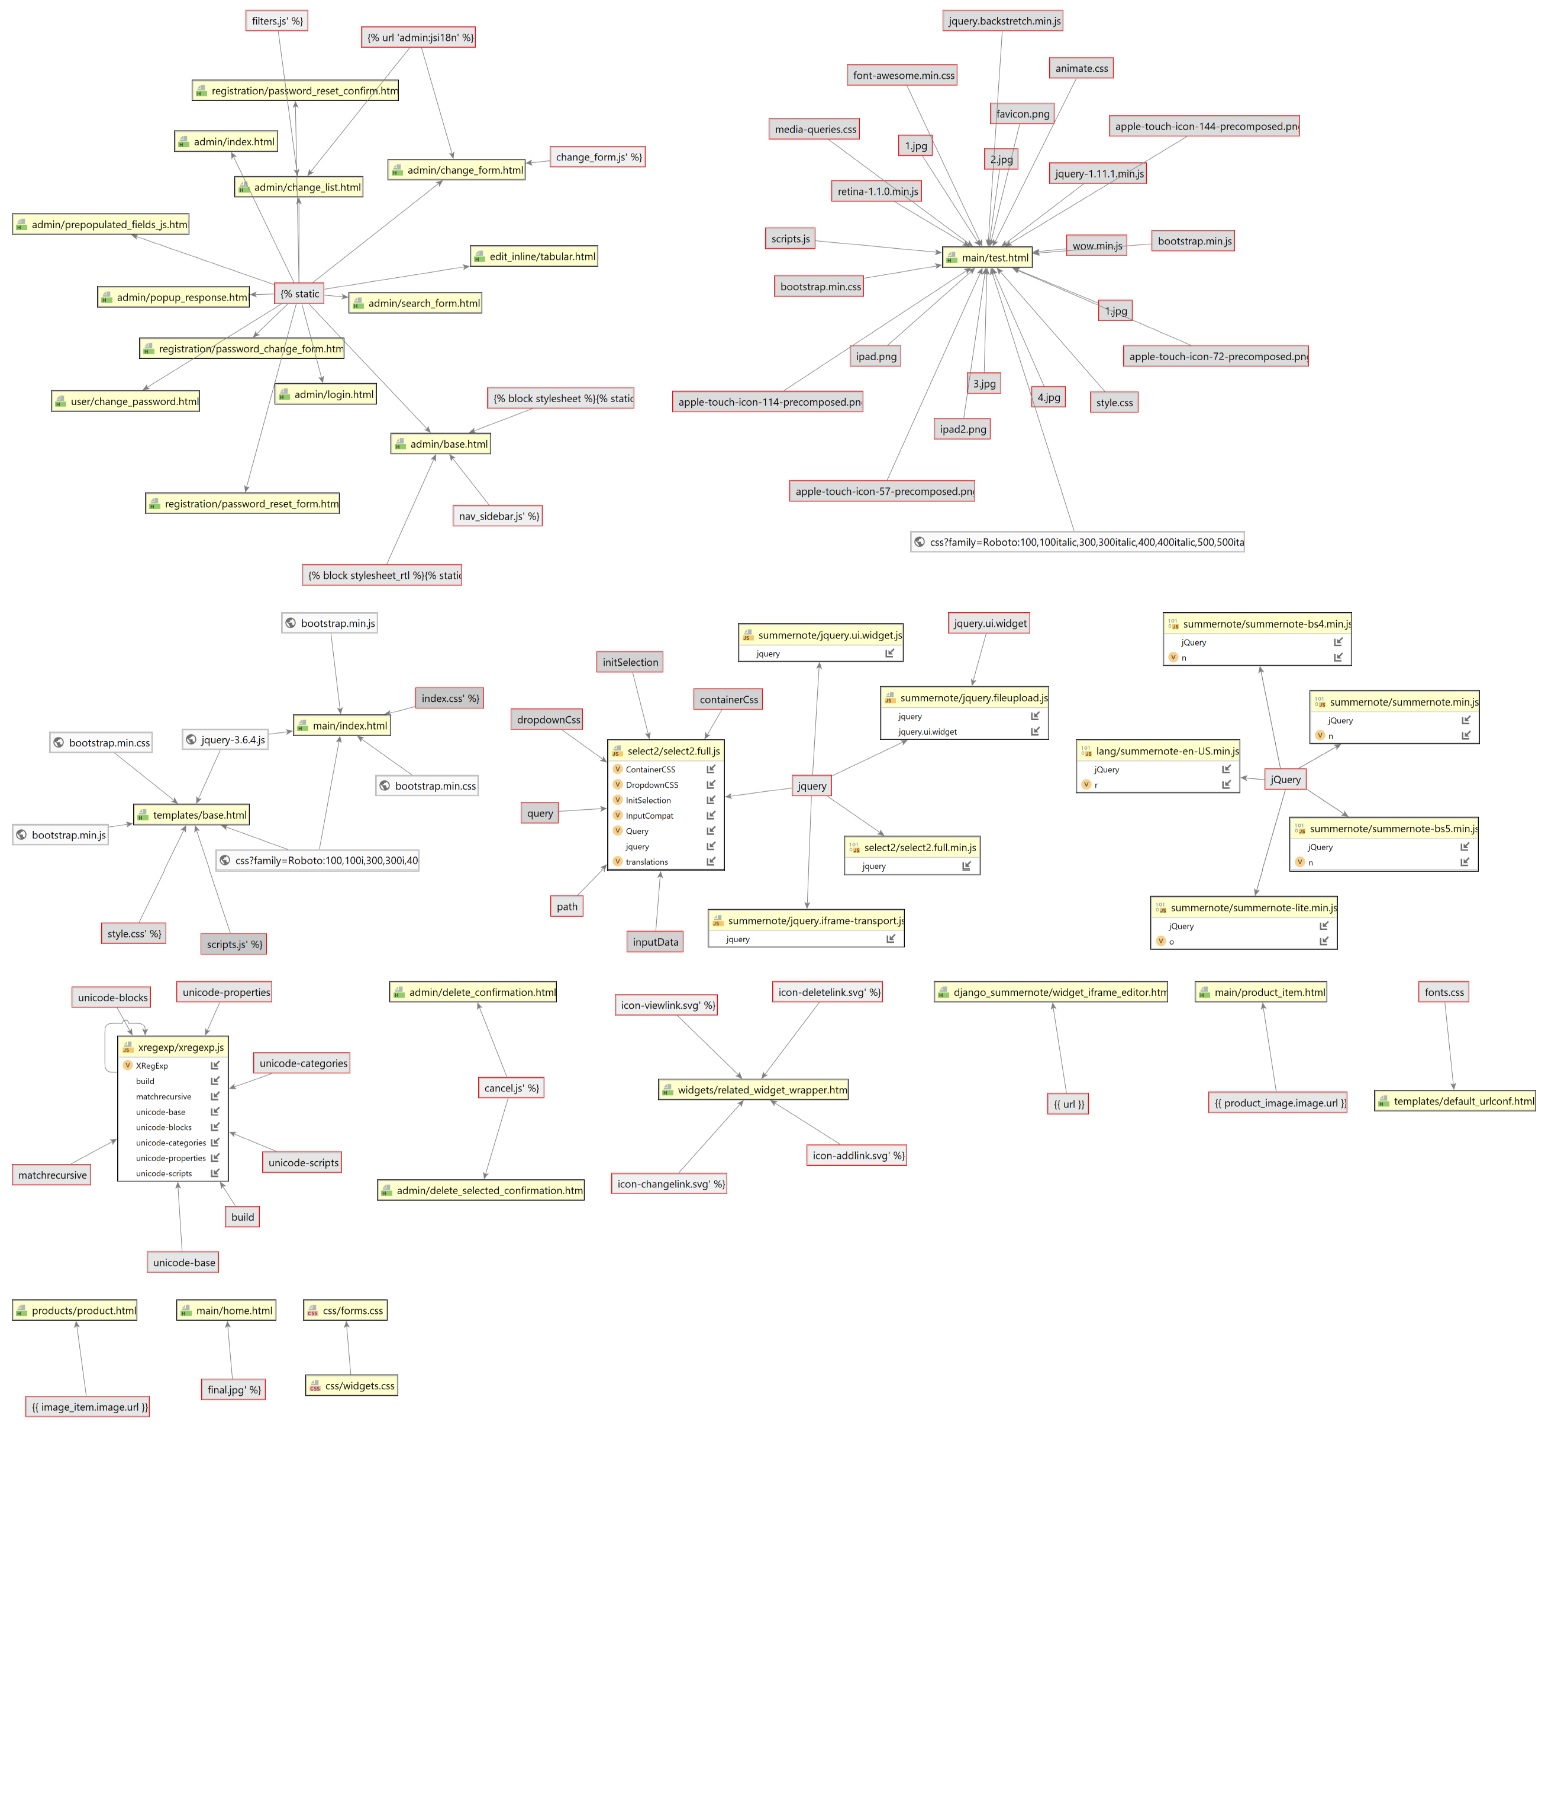 filters.js' %}
{% url 'admin:jsi18n' %}
registration/password_reset_confirm.htm
admin/index.html
admin/change_list.html
admin/change_form.html
change_form.js' %}
admin/prepopulated_fields_js.htm
edit_inline/tabular.html
admin/popup_response.html
{% static
admin/search_form.html
registration/password_change_form.htm
user/change_password.html
admin/login.html
{% block stylesheet %}{% static
admin/base.html
registration/password_reset_form.htm
nav_sidebar.js' %}
{% block stylesheet_rtl %}{% static
jquery.backstretch.min.js
font-awesome.min.css
animate.css
favicon.png
media-queries.css
1.jpg
2.jpg
apple-touch-icon-144-precomposed.png
jquery-1.11.1.min.js
retina-1.1.0.min.js
scripts.js
wow.min.js
bootstrap.min.js
main/test.html
bootstrap.min.css
1.jpg
ipad.png
apple-touch-icon-72-precomposed.png
3.jpg
apple-touch-icon-114-precomposed.png
4.jpg
style.css
ipad2.png
apple-touch-icon-57-precomposed.png
css?family=Roboto:100,100italic,300,300italic,400,400italic,500,500ita
bootstrap.min.js
index.css' %}
main/index.html
bootstrap.min.css
jquery-3.6.4.js
bootstrap.min.css
templates/base.html
bootstrap.min.js
css?family=Roboto:100,100i,300,300i,40
style.css' %}
scripts.js' %}
initSelection
containerCss
dropdownCss
select2/select2.full.js
ContainerCSS
DropdownCSS
InitSelection
InputCompat
Query
jquery
translations
query
path
inputData
summernote/jquery.ui.widget.js
jquery
jquery.ui.widget
summernote/jquery.fileupload.js
jquery
jquery.ui.widget
jquery
select2/select2.full.min.js
jquery
summernote/jquery.iframe-transport.js
jquery
summernote/summernote-bs4.min.js
jQuery
n
summernote/summernote.min.js
jQuery
n
lang/summernote-en-US.min.js
jQuery
r
jQuery
summernote/summernote-bs5.min.js
jQuery
n
summernote/summernote-lite.min.js
jQuery
o
unicode-blocks
unicode-properties
xregexp/xregexp.js
XRegExp
build
matchrecursive
unicode-base
unicode-blocks
unicode-categories
unicode-properties
unicode-scripts
unicode-categories
matchrecursive
unicode-scripts
build
unicode-base
admin/delete_confirmation.html
cancel.js' %}
admin/delete_selected_confirmation.htm
icon-viewlink.svg' %}
icon-deletelink.svg' %}
widgets/related_widget_wrapper.htm
icon-addlink.svg' %}
icon-changelink.svg' %}
django_summernote/widget_iframe_editor.htm
{{ url }}
main/product_item.html
{{ product_image.image.url }}
fonts.css
templates/default_urlconf.html
products/product.html
{{ image_item.image.url }}
main/home.html
final.jpg' %}
css/forms.css
css/widgets.css